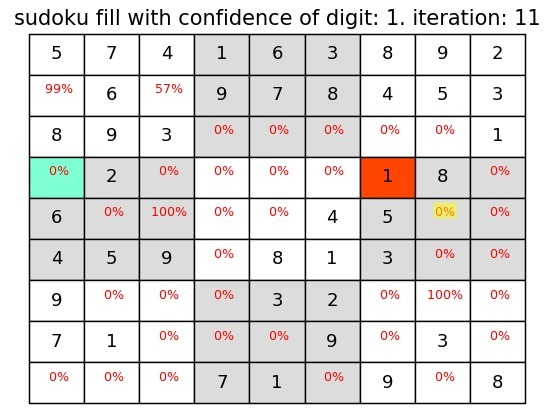 sudoku fill with confidence of digit: 1. iteration: 11
5 7 4 1 6 3 8 9 2
99% 6 57% 9 7 8 4 5 3
8 9 3 0% 0% 0% 0% 0% 1
0% 2 0% 0% 0% 0% 1 8 0%
6 0% 100% 0% 0% 4 5 0% 0%
4 5 9 0% 8 1 3 0% 0%
9 0% 0% 0% 3 2 0% 100% 0%
7 1 0% 0% 0% 9 0% 3 0%
0% 0% 0% 7 1 0% 9 0% 8